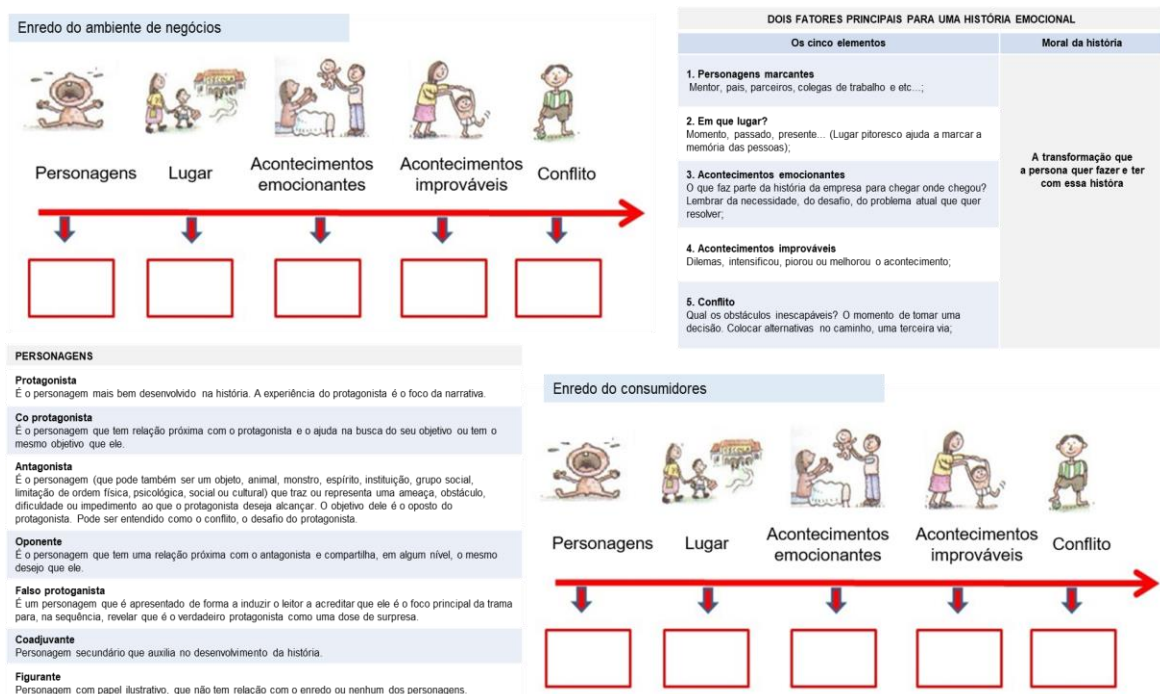 Enredo do ambiente de negócios
ESCOLA
Personagens
Lugar
Acontecimentos
emocionantes
Acontecimentos
improváveis
Conflito
DOIS FATORES PRINCIPAIS PARA UMA HISTÓRIA EMOCIONAL
Os cinco elementos
Moral da história
1. Personagens marcantes
Mentor, pais, parceiros, colegas de trabalho e etc...;
2. Em que lugar?
Momento, passado, presente... (Lugar pitoresco ajuda a marcar a
memória das pessoas);
3. Acontecimentos emocionantes
O que faz parte da história da empresa para chegar onde chegou?
Lembrar da necessidade, do desafio, do problema atual que quer
resolver;
4. Acontecimentos improváveis
Dilemas, intensificou, piorou ou melhorou o acontecimento;
5. Conflito
Qual os obstáculos inescapáveis? O momento de tomar uma
decisão. Colocar alternativas no caminho, uma terceira via;
A transformação que
a persona quer fazer e ter
com essa históra
PERSONAGENS
Protagonista
É o personagem mais bem desenvolvido na história. A experiência do protagonista é o foco da narrativa.
Co protagonista
É o personagem que tem relação próxima com o protagonista e o ajuda na busca do seu objetivo ou tem o
mesmo objetivo que ele.
Antagonista
É o personagem (que pode também ser um objeto, animal, monstro, espírito, instituição, grupo social,
limitação de ordem física, psicológica, social ou cultural) que traz ou representa uma ameaça, obstáculo,
dificuldade ou impedimento ao que o protagonista deseja alcançar. O objetivo dele é o oposto do
protagonista. Pode ser entendido como o conflito, o desafio do protagonista.
Oponente
É o personagem que tem uma relação próxima com o antagonista e compartilha, em algum nível, o mesmo
desejo que ele.
Falso protoganista
É um personagem que é apresentado de forma a induzir o leitor a acreditar que ele é o foco principal da trama
para, na sequência, revelar que é o verdadeiro protagonista como uma dose de surpresa.
Coadjuvante
Personagem secundário que auxilia no desenvolvimento da história.
Figurante
Personagem com papel ilustrativo, que não tem relação com o enredo ou nenhum dos personagens.
Enredo do consumidores
ESCOLA
Personagens
Lugar
Acontecimentos
emocionantes
Acontecimentos
improváveis
Conflito